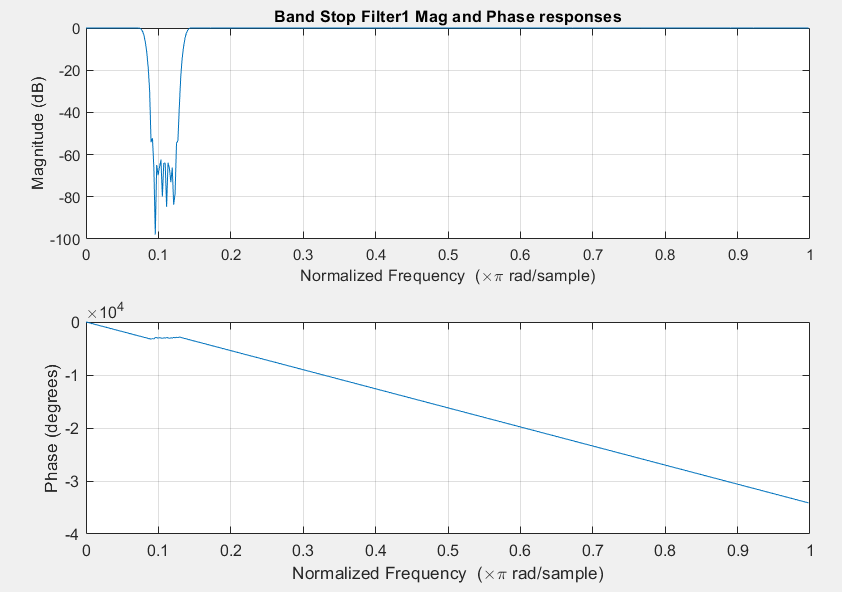 Band Stop Filter1 Mag and Phase responses
0
-20
-40
-60
-80
-100
Magnitude (dB)
0 0.1 0.2 0.3 0.4 0.5 0.6 0.7 0.8 0.9 1
Normalized Frequency (×π rad/sample)
×10⁴
0
-1
-2
-3
-4
Phase (degrees)
0 0.1 0.2 0.3 0.4 0.5 0.6 0.7 0.8 0.9 1
Normalized Frequency (×π rad/sample)